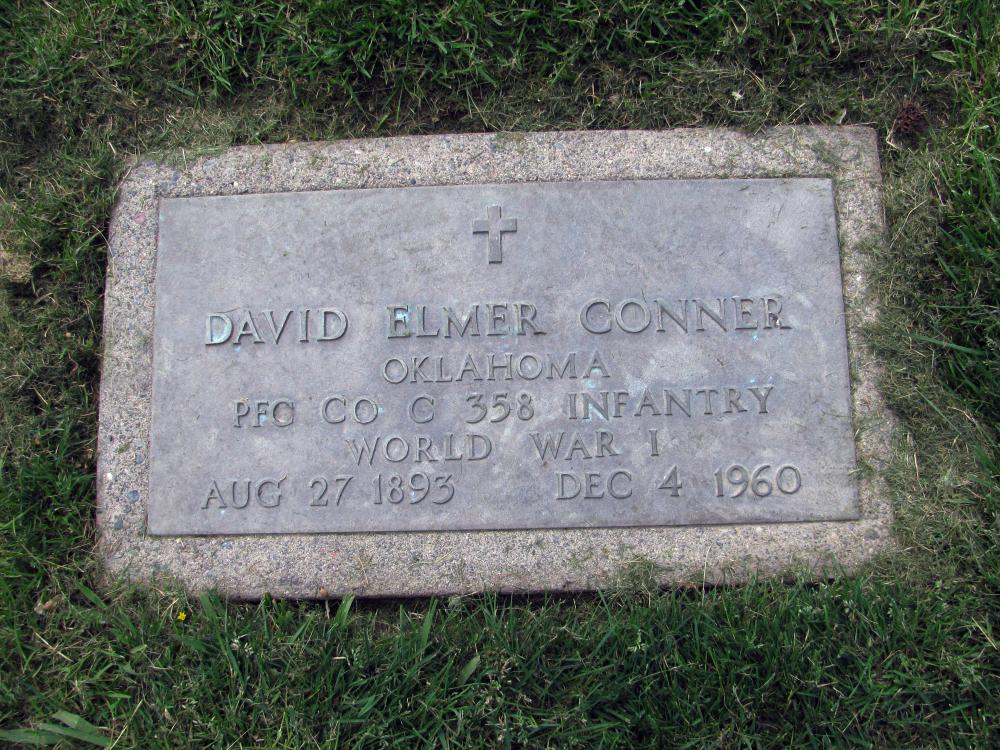 DAVID ELMER CONNER
OKLAHOMA
PFC CO C 358 INFANTRY
WORLD WAR I
AUG 27 1893 DEC 4 1960